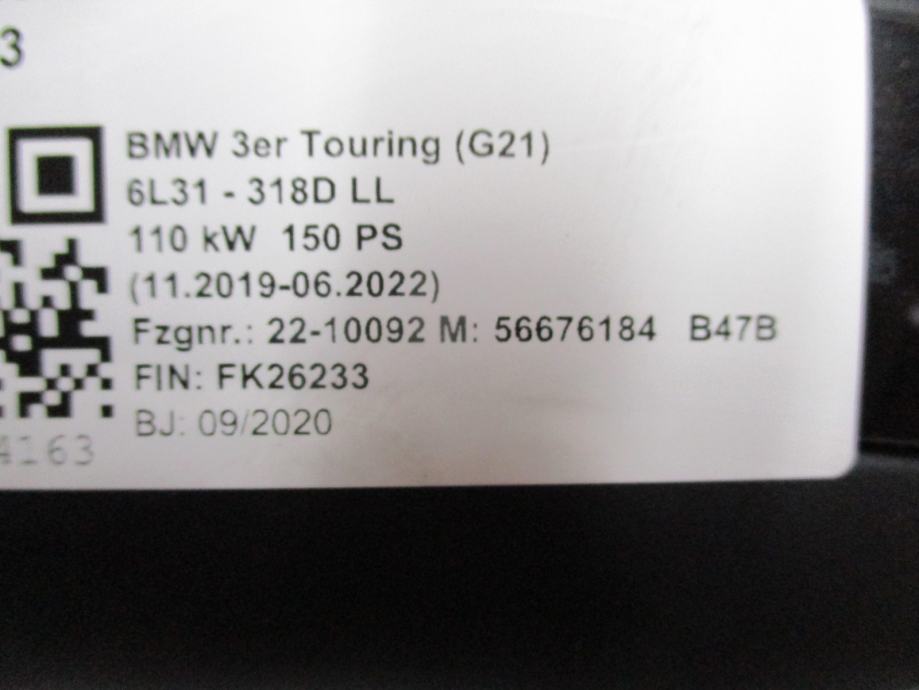 3
BMW 3er Touring (G21)
6L31 - 318D LL
110 kW 150 PS
(11.2019-06.2022)
Fzgnr.: 22-10092 M: 56676184 B47B
FIN: FK26233
BJ: 09/2020
4163